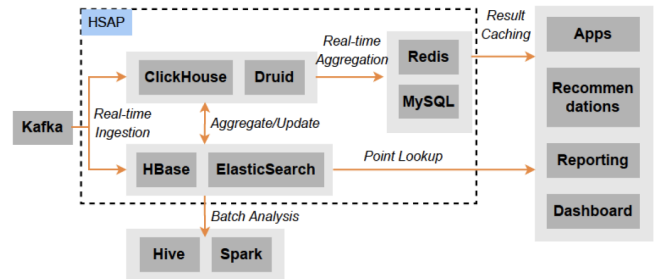 HSAP
Result
Caching
Apps
Recommen
dations
Reporting
Dashboard
Real-time
Aggregation
Redis
MySQL
ClickHouse
Druid
Kafka
Real-time
Ingestion
Aggregate/Update
HBase
ElasticSearch
Point Lookup
Batch Analysis
Hive
Spark